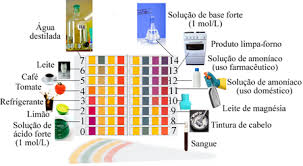 Água
destilada
Leite
Café
Tomate
Refrigerante
Limão
Solução de
ácido forte
(1 mol/L)
7
6
5
4
3
2
1
0
14
13
12
11
10
9
8
7
Solução de base forte
(1 mol/L)
Produto limpa-forno
Solução de amoníaco
(uso farmacêutico)
Solução de amoníaco
(uso doméstico)
Leite de magnésia
Tintura de cabelo
Sangue